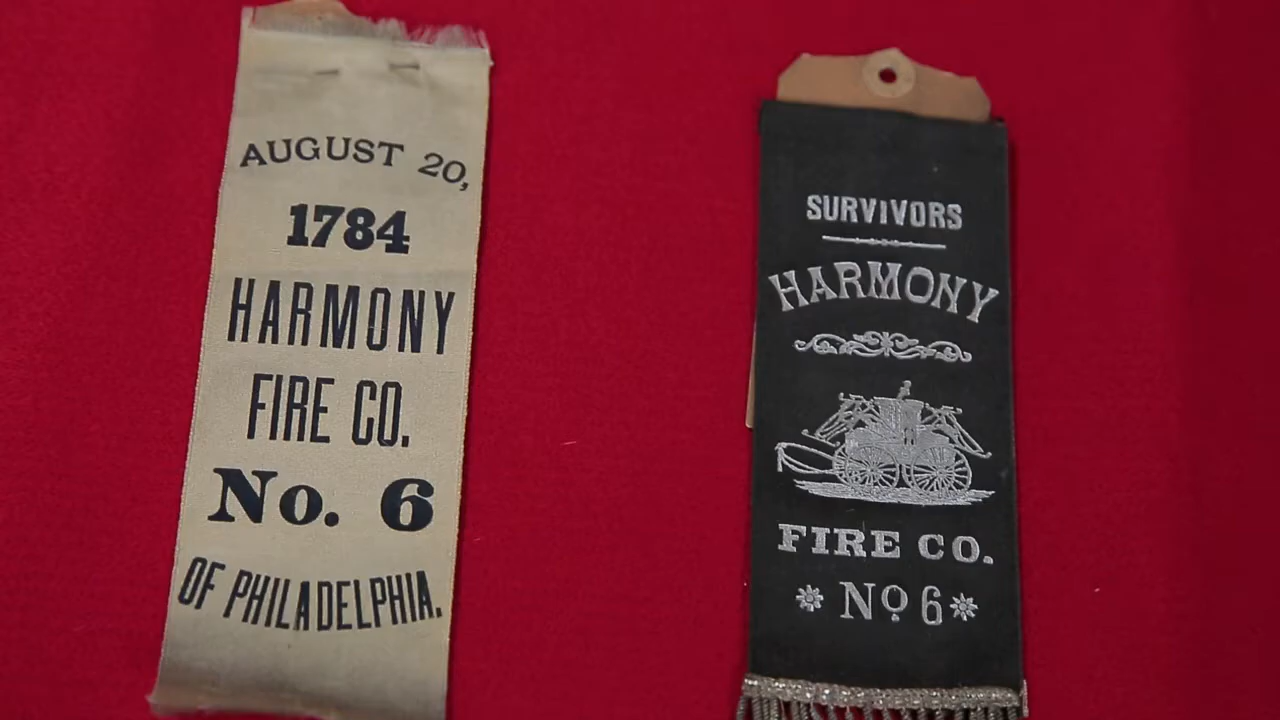 AUGUST 20,
1784
HARMONY
FIRE CO.
No. 6
OF PHILADELPHIA.
SURVIVORS
HARMONY
FIRE CO.
No 6